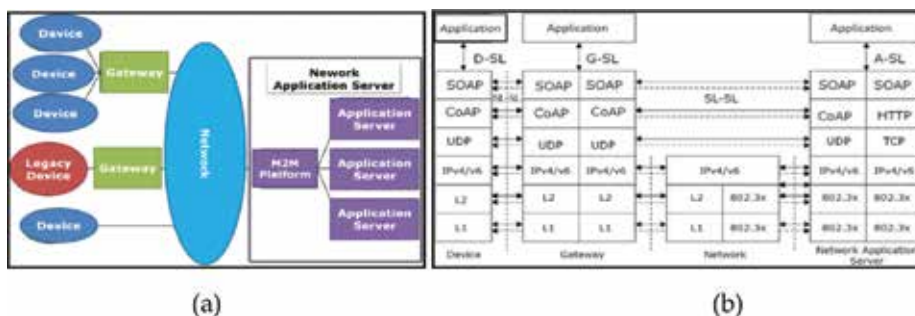 Device
Device
Device
Gateway
Legacy
Device
Gateway
Device
Network
Nework
Application Server
M2M
Platform
Application
Server
Application
Server
Application
Server
(a)
Application
Application
Application
D-SL
G-SL
A-SL
SOAP
SOAP
SOAP
SOAP
SOAP
SL-SL
SL-SL
CoAP
CoAP
CoAP
CoAP
HTTP
UDP
UDP
UDP
UDP
TCP
IPv4/v6
IPv4/v6
IPv4/v6
IPv4/v6
IPv4/v6
IPv4/v6
L2
L2
L2
L2
802.3x
802.3x
802.3x
L1
L1
L1
L1
802.3x
802.3x
802.3x
Device
Gateway
Network
Network Application
Server
(b)